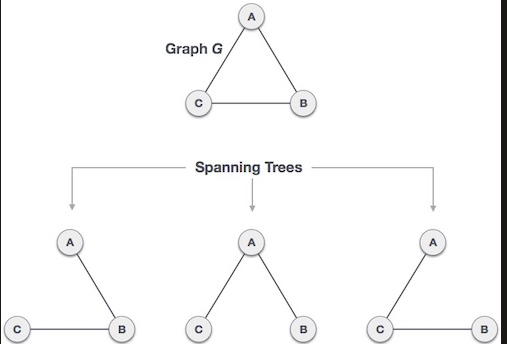 A
Graph G
C B
Spanning Trees
A A A
C B C B C B